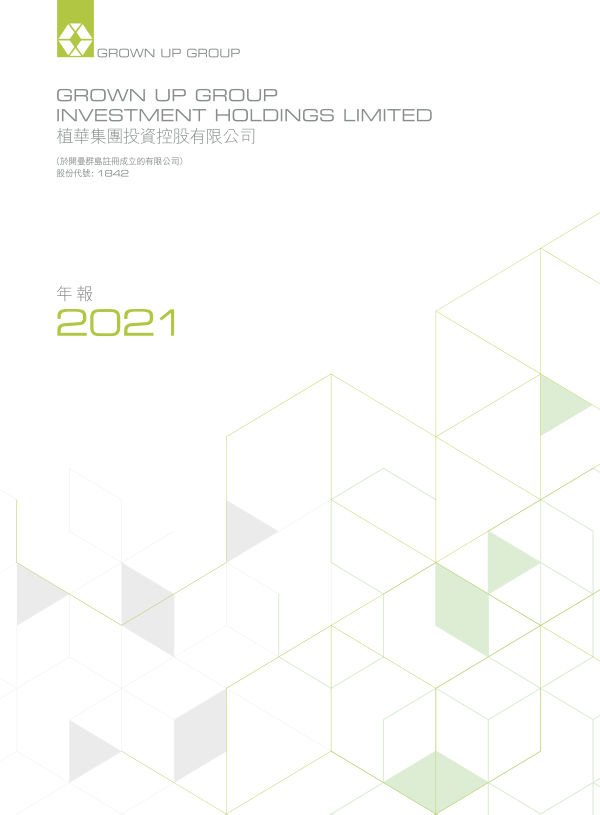 GROWN UP GROUP
GROWN UP GROUP
INVESTMENT HOLDINGS LIMITED
植華集團投資控股有限公司
(於開曼群島註冊成立的有限公司)
股份代號: 1842
年報
2021